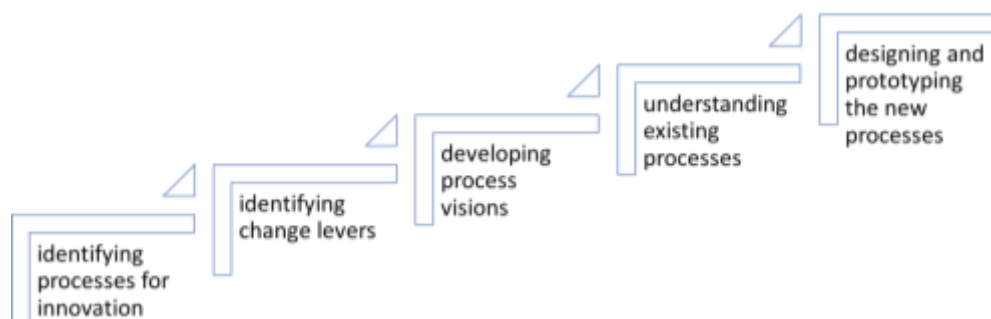 identifying
processes for
innovation
identifying
change levers
developing
process
visions
understanding
existing
processes
designing and
prototyping
the new
processes